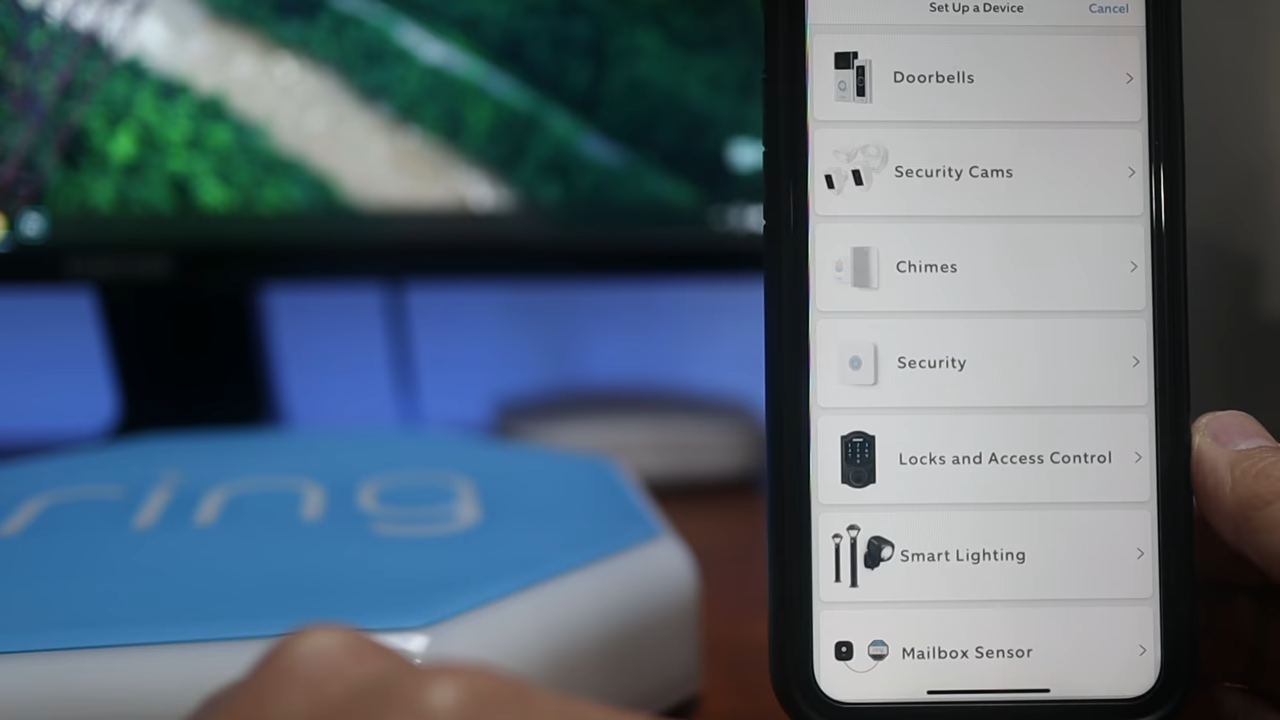 Set Up a Device
Cancel
Doorbells
Security Cams
Chimes
Security
Locks and Access Control
Smart Lighting
Mailbox Sensor
ring